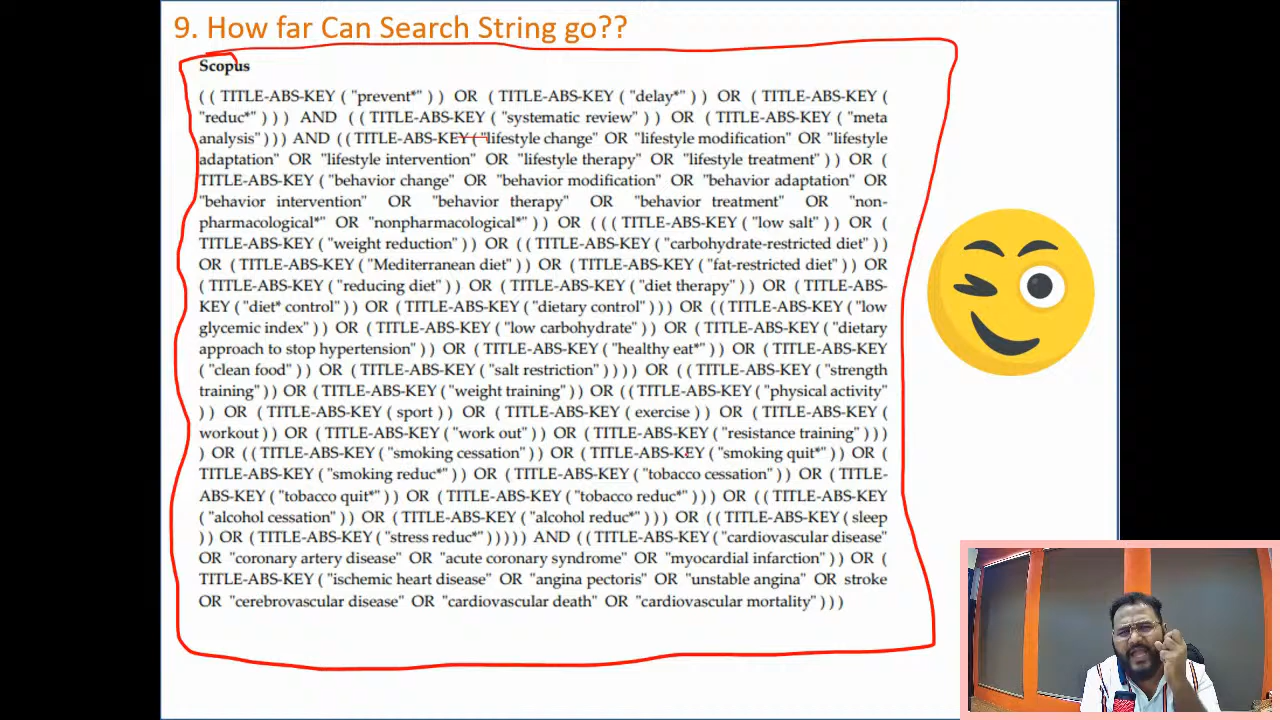 9. How far Can Search String go??
Scopus
( ( TITLE-ABS-KEY ( "prevent*" ) ) OR ( TITLE-ABS-KEY ( "delay*" ) ) OR ( TITLE-ABS-KEY (
"reduc*" ) ) ) AND ( ( TITLE-ABS-KEY ( "systematic review" ) ) OR ( TITLE-ABS-KEY ( "meta
analysis" ) ) ) AND ( ( TITLE-ABS-KEY ( "lifestyle change" OR "lifestyle modification" OR "lifestyle
adaptation" OR "lifestyle intervention" OR "lifestyle therapy" OR "lifestyle treatment" ) ) OR (
TITLE-ABS-KEY ( "behavior change" OR "behavior modification" OR "behavior adaptation" OR
"behavior intervention" OR "behavior therapy" OR "behavior treatment" OR "non-
pharmacological*" OR "nonpharmacological*" ) ) OR ( ( ( TITLE-ABS-KEY ( "low salt" ) ) OR (
TITLE-ABS-KEY ( "weight reduction" ) ) OR ( ( TITLE-ABS-KEY ( "carbohydrate-restricted diet" ) )
OR ( TITLE-ABS-KEY ( "Mediterranean diet" ) ) OR ( TITLE-ABS-KEY ( "fat-restricted diet" ) ) OR
( TITLE-ABS-KEY ( "reducing diet" ) ) OR ( TITLE-ABS-KEY ( "diet therapy" ) ) OR ( TITLE-ABS-
KEY ( "diet* control" ) ) OR ( TITLE-ABS-KEY ( "dietary control" ) ) ) OR ( ( TITLE-ABS-KEY ( "low
glycemic index" ) ) OR ( TITLE-ABS-KEY ( "low carbohydrate" ) ) OR ( TITLE-ABS-KEY ( "dietary
approach to stop hypertension" ) ) OR ( TITLE-ABS-KEY ( "healthy eat*" ) ) OR ( TITLE-ABS-KEY
( "clean food" ) ) OR ( TITLE-ABS-KEY ( "salt restriction" ) ) ) ) OR ( ( TITLE-ABS-KEY ( "strength
training" ) ) OR ( TITLE-ABS-KEY ( "weight training" ) ) OR ( ( TITLE-ABS-KEY ( "physical activity"
) ) OR ( TITLE-ABS-KEY ( sport ) ) OR ( TITLE-ABS-KEY ( exercise ) ) OR ( TITLE-ABS-KEY (
workout ) ) OR ( TITLE-ABS-KEY ( "work out" ) ) OR ( TITLE-ABS-KEY ( "resistance training" ) ) )
) OR ( ( TITLE-ABS-KEY ( "smoking cessation" ) ) OR ( TITLE-ABS-KEY ( "smoking quit*" ) ) OR (
TITLE-ABS-KEY ( "smoking reduc*" ) ) OR ( TITLE-ABS-KEY ( "tobacco cessation" ) ) OR ( TITLE-
ABS-KEY ( "tobacco quit*" ) ) OR ( TITLE-ABS-KEY ( "tobacco reduc*" ) ) ) OR ( ( TITLE-ABS-KEY
( "alcohol cessation" ) ) OR ( TITLE-ABS-KEY ( "alcohol reduc*" ) ) ) OR ( ( TITLE-ABS-KEY ( sleep
) ) OR ( TITLE-ABS-KEY ( "stress reduc*" ) ) ) ) ) AND ( ( TITLE-ABS-KEY ( "cardiovascular disease"
OR "coronary artery disease" OR "acute coronary syndrome" OR "myocardial infarction" ) ) OR (
TITLE-ABS-KEY ( "ischemic heart disease" OR "angina pectoris" OR "unstable angina" OR stroke
OR "cerebrovascular disease" OR "cardiovascular death" OR "cardiovascular mortality" ) ) )